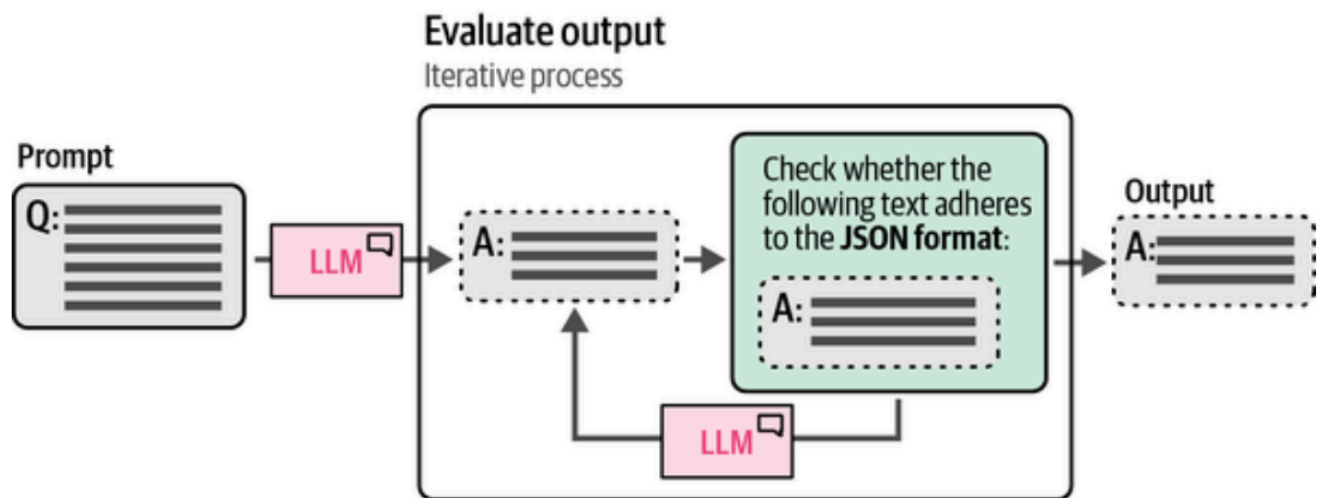 Evaluate output
Iterative process
Prompt
Q:
LLM
A:
Check whether the
following text adheres
to the JSON format:
A:
LLM
Output
A: